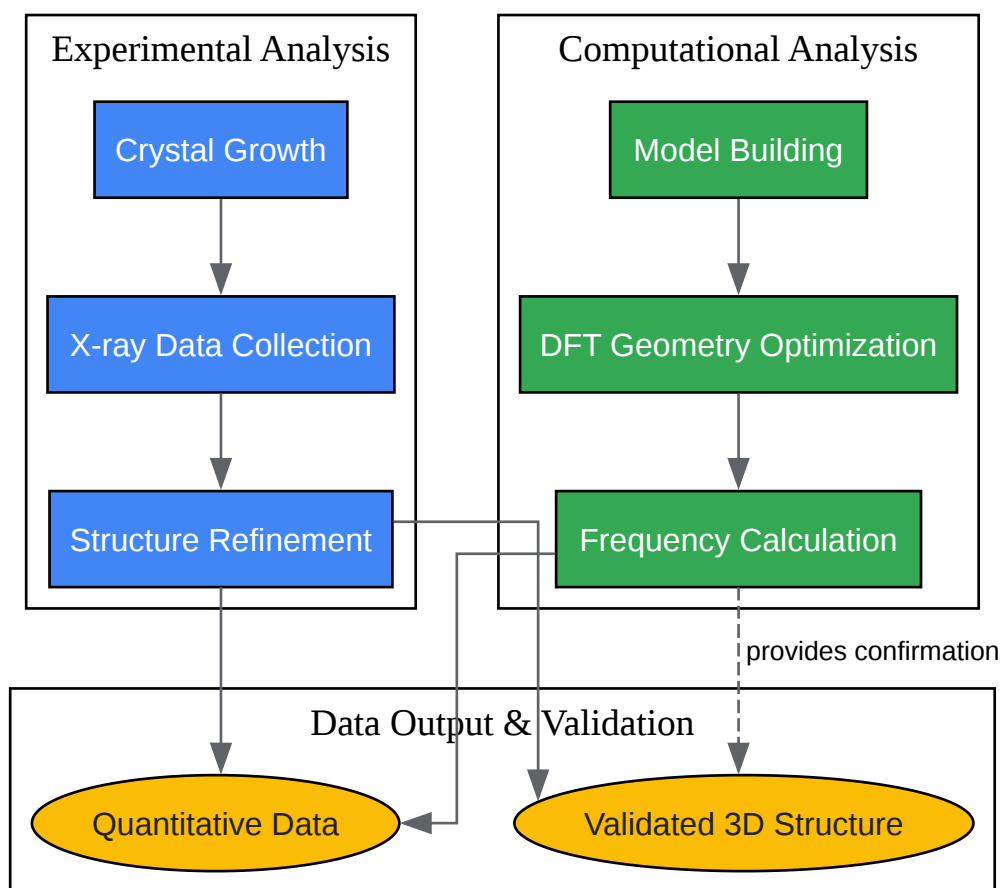 Experimental Analysis
Crystal Growth
X-ray Data Collection
Structure Refinement
Computational Analysis
Model Building
DFT Geometry Optimization
Frequency Calculation
provides confirmation
Data Output & Validation
Quantitative Data
Validated 3D Structure